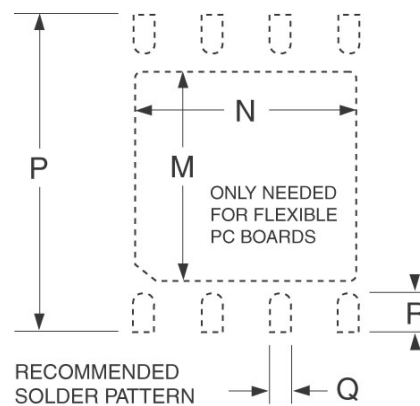 N
P
M
ONLY NEEDED
FOR FLEXIBLE
PC BOARDS
R
RECOMMENDED
SOLDER PATTERN
Q